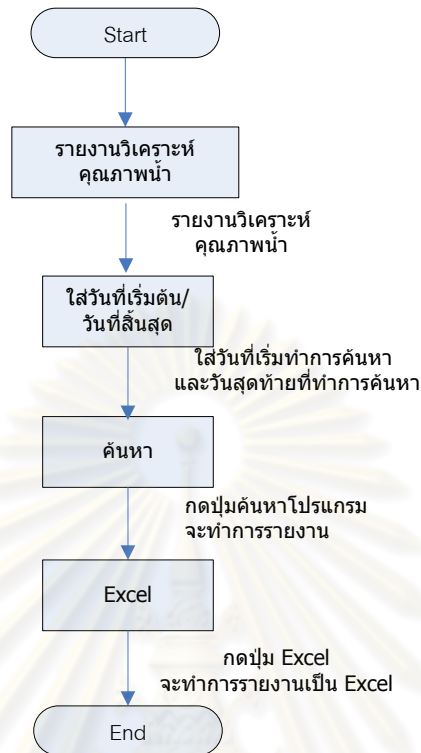 Start
รายงานวิเคราะห์
คุณภาพน้ำ
รายงานวิเคราะห์
คุณภาพน้ำ
ใส่วันที่เริ่มต้น/
วันที่สิ้นสุด
ใส่วันที่เริ่มทำการค้นหา
และวันสุดท้ายที่ทำการค้นหา
ค้นหา
กดปุ่มค้นหาโปรแกรม
จะทำการรายงาน
Excel
กดปุ่ม Excel
จะทำการรายงานเป็น Excel
End